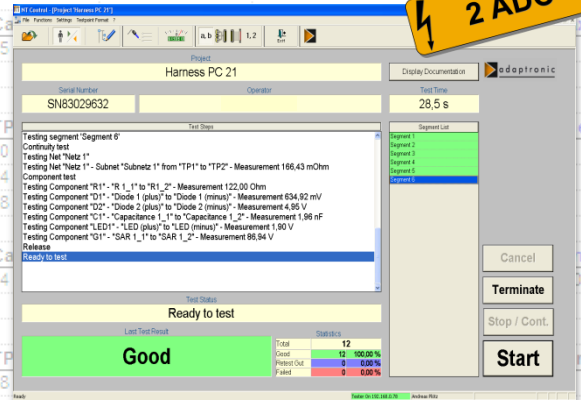 NT Control - [Project 'Harness PC 21']
File Functions Settings Testpoint Format ?
a,b
1,2
Exit
2 ADC
Project
Harness PC 21
Display Documentation
adaptronic
Serial Number
Operator
Test Time
SN83029632
28,5 s
Test Steps
Segment List
Testing segment 'Segment 6'
Continuity test
Testing Net "Netz 1"
Testing Net "Netz 1" - Subnet "Subnetz 1" from "TP1" to "TP2" - Measurement 166,43 mOhm
Component test
Testing Component "R1" - "R 1_1" to "R1_2" - Measurement 122,00 Ohm
Testing Component "D1" - "Diode 1 (plus)" to "Diode 1 (minus)" - Measurement 634,92 mV
Testing Component "D2" - "Diode 2 (plus)" to "Diode 2 (minus)" - Measurement 4,95 V
Testing Component "C1" - "Capacitance 1_1" to "Capacitance 1_2" - Measurement 1,96 nF
Testing Component "LED1" - "LED (plus)" to "LED (minus)" - Measurement 1,90 V
Testing Component "G1" - "SAR 1_1" to "SAR 1_2" - Measurement 86,94 V
Release
Ready to test
Segment 1
Segment 2
Segment 3
Segment 4
Segment 5
Segment 6
Cancel
Terminate
Stop / Cont.
Start
Test Status
Ready to test
Last Test Result
Good
Statistics
Total 12
Good 12 100,00 %
Retest Gut 0 0,00 %
Failed 0 0,00 %
Ready